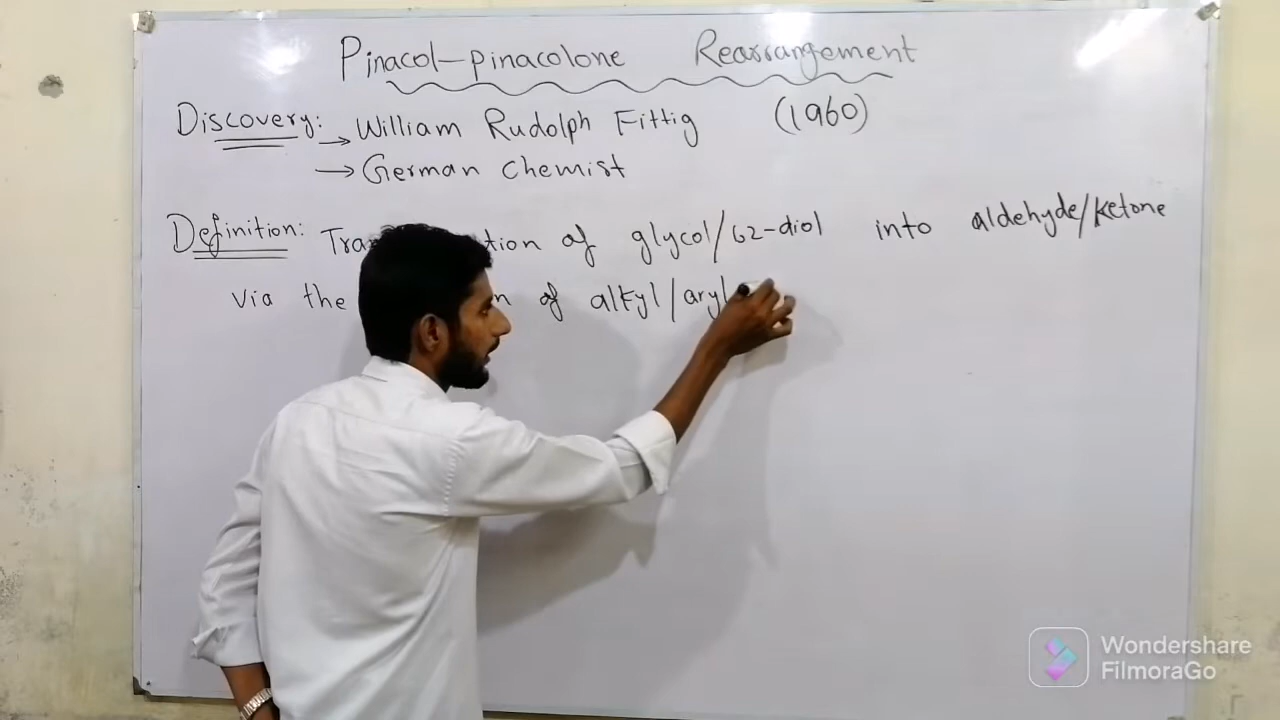 Pinacol-pinacolone Rearrangement
Discovery: → William Rudolph Fittig (1960)
→ German chemist
Definition: Tra tion of glycol/1,2-diol into aldehyde/ketone
via the n of alkyl/aryl
Wondershare
FilmoraGo